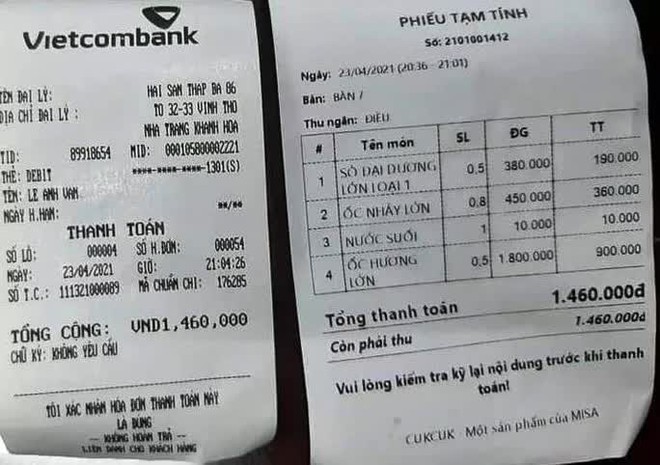 Vietcombank
TÊN ĐẠI LÝ: HAI SAN THAP BA 86
ĐỊA CHỈ ĐẠI LÝ: TO 32-33 VINH THO
NHA TRANG KHANH HOA
TID: 89918654 MID: 000105800002221
THẺ: DEBIT **** **** ****-1301(S)
TÊN: LE ANH VAN
NGÀY H.HẠN: **/**
THANH TOÁN
SỐ LÔ: 000004 SỐ H.ĐƠN: 000054
NGÀY: 23/04/2021 GIỜ: 21:04:26
SỐ T.C.: 111321000089 MÃ CHUẨN CHI: 176285
TỔNG CỘNG: VND1,460,000
CHỮ KÝ: KHÔNG YÊU CẦU
TÔI XÁC NHẬN HÓA ĐƠN THANH TOÁN NÀY
LÀ ĐÚNG
-- KHÔNG HOÀN TRẢ --
LIÊN DÀNH CHO KHÁCH HÀNG
PHIẾU TẠM TÍNH
Số: 2101001412
Ngày: 23/04/2021 (20:36 - 21:01)
Bàn: BÀN /
Thu ngân: ĐIỀU
# Tên món SL ĐG TT
1 SÒ ĐẠI DƯƠNG LỚN LOẠI 1 0,5 380.000 190.000
2 ỐC NHẢY LỚN 0,8 450.000 360.000
3 NƯỚC SUỐI 1 10.000 10.000
4 ỐC HƯƠNG LỚN 0,5 1.800.000 900.000
Tổng thanh toán 1.460.000đ
Còn phải thu 1.460.000đ
Vui lòng kiểm tra kỹ lại nội dung trước khi thanh
toán!
CUKCUK - Một sản phẩm của MISA